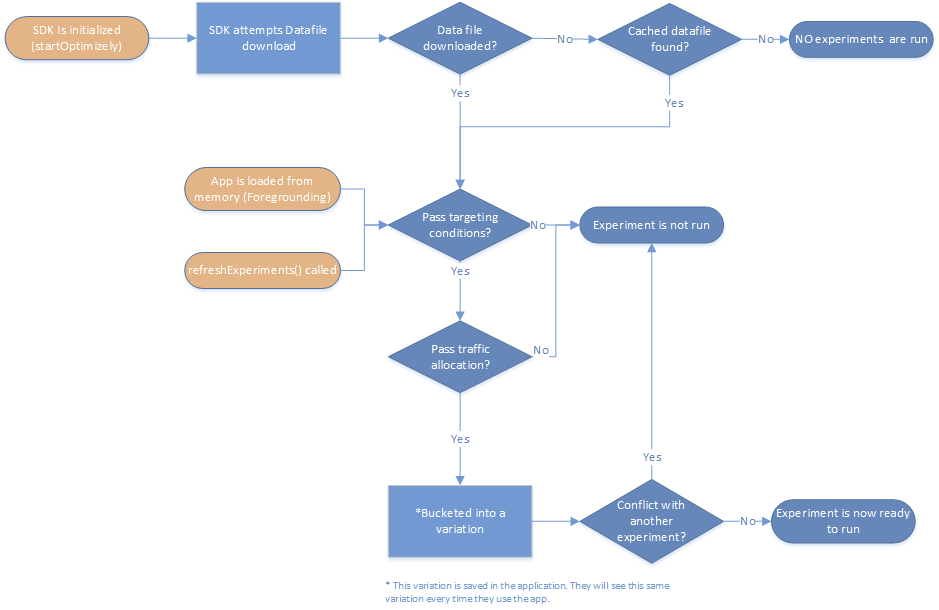 SDK Is initialized
(startOptimizely)
SDK attempts Datafile
download
Data file
downloaded?
No
Cached datafile
found?
No
NO experiments are run
Yes
Yes
App is loaded from
memory (Foregrounding)
Pass targeting
conditions?
No
Experiment is not run
refreshExperiments() called
Yes
Pass traffic
allocation?
No
Yes
Yes
*Bucketed into a
variation
Conflict with
another
experiment?
No
Experiment is now ready
to run
* This variation is saved in the application. They will see this same
variation every time they use the app.